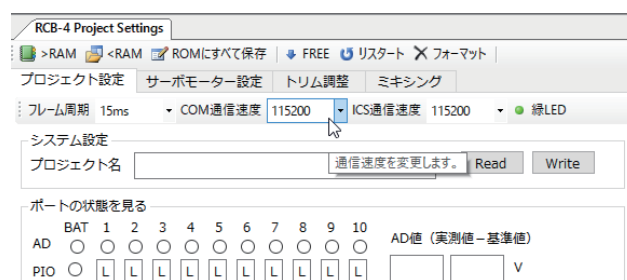 RCB-4 Project Settings
>RAM <RAM ROMにすべて保存 FREE リスタート フォーマット
プロジェクト設定 サーボモーター設定 トリム調整 ミキシング
フレーム周期 15ms COM通信速度 115200 ICS通信速度 115200 緑LED
システム設定
プロジェクト名 通信速度を変更します。 Read Write
ポートの状態を見る
BAT 1 2 3 4 5 6 7 8 9 10
AD AD値（実測値－基準値）
PIO L L L L L L L L L L V